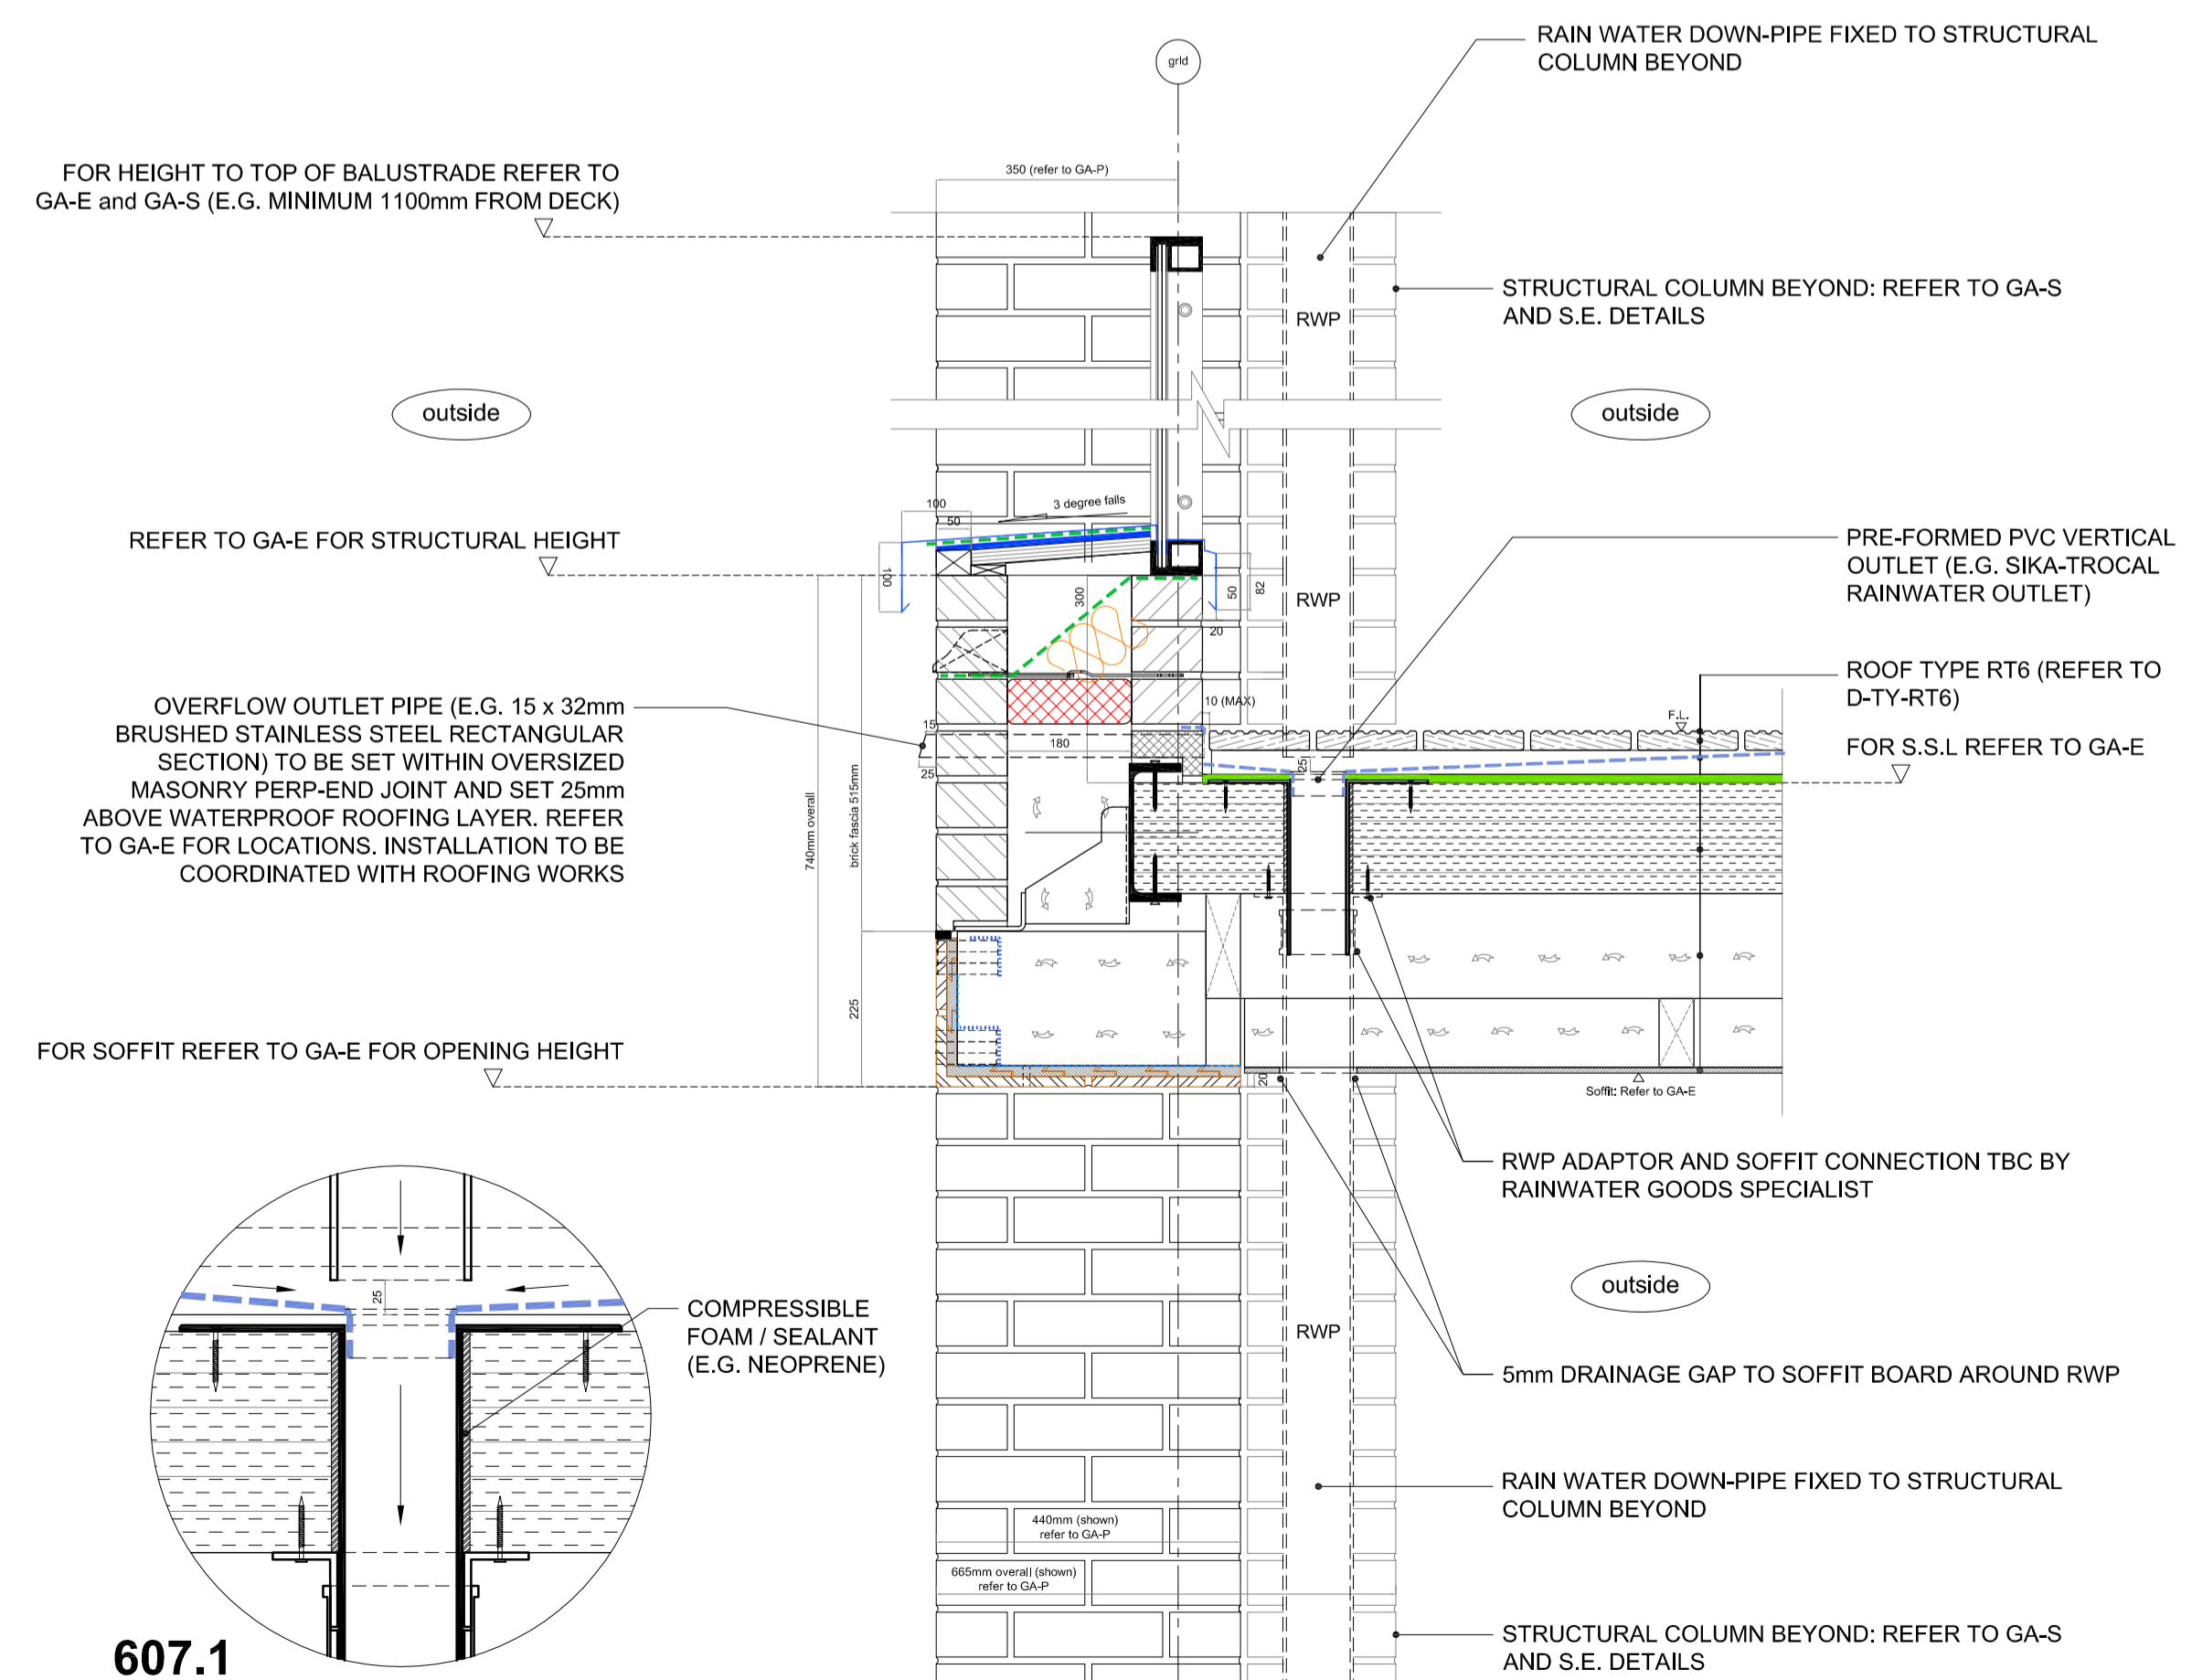 grid
RAIN WATER DOWN-PIPE FIXED TO STRUCTURAL
COLUMN BEYOND
FOR HEIGHT TO TOP OF BALUSTRADE REFER TO
GA-E and GA-S (E.G. MINIMUM 1100mm FROM DECK)
350 (refer to GA-P)
STRUCTURAL COLUMN BEYOND: REFER TO GA-S
AND S.E. DETAILS
RWP
outside
outside
100
50
3 degree falls
REFER TO GA-E FOR STRUCTURAL HEIGHT
100
300
50
82
20
RWP
PRE-FORMED PVC VERTICAL
OUTLET (E.G. SIKA-TROCAL
RAINWATER OUTLET)
ROOF TYPE RT6 (REFER TO
D-TY-RT6)
FOR S.S.L REFER TO GA-E
OVERFLOW OUTLET PIPE (E.G. 15 x 32mm
BRUSHED STAINLESS STEEL RECTANGULAR
SECTION) TO BE SET WITHIN OVERSIZED
MASONRY PERP-END JOINT AND SET 25mm
ABOVE WATERPROOF ROOFING LAYER. REFER
TO GA-E FOR LOCATIONS. INSTALLATION TO BE
COORDINATED WITH ROOFING WORKS
10 (MAX)
F.L.
15
180
25
25
740mm overall
brick fascia 515mm
225
FOR SOFFIT REFER TO GA-E FOR OPENING HEIGHT
20
Soffit: Refer to GA-E
RWP ADAPTOR AND SOFFIT CONNECTION TBC BY
RAINWATER GOODS SPECIALIST
outside
25
COMPRESSIBLE
FOAM / SEALANT
(E.G. NEOPRENE)
RWP
5mm DRAINAGE GAP TO SOFFIT BOARD AROUND RWP
RAIN WATER DOWN-PIPE FIXED TO STRUCTURAL
COLUMN BEYOND
440mm (shown)
refer to GA-P
665mm overall (shown)
refer to GA-P
607.1
STRUCTURAL COLUMN BEYOND: REFER TO GA-S
AND S.E. DETAILS